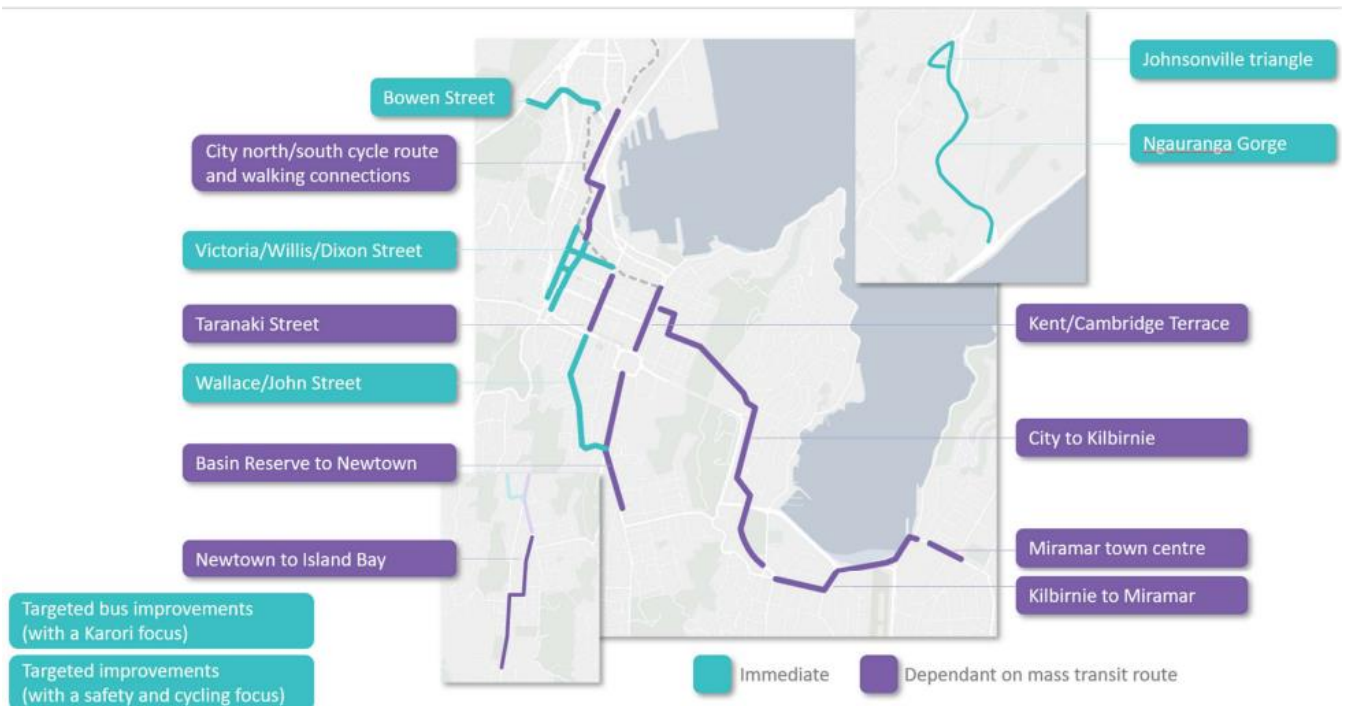 Johnsonville triangle
Bowen Street
City north/south cycle route
and walking connections
Ngauranga Gorge
Victoria/Willis/Dixon Street
Taranaki Street
Kent/Cambridge Terrace
Wallace/John Street
City to Kilbirnie
Basin Reserve to Newtown
Newtown to Island Bay
Miramar town centre
Kilbirnie to Miramar
Targeted bus improvements
(with a Karori focus)
Targeted improvements
(with a safety and cycling focus)
Immediate
Dependant on mass transit route